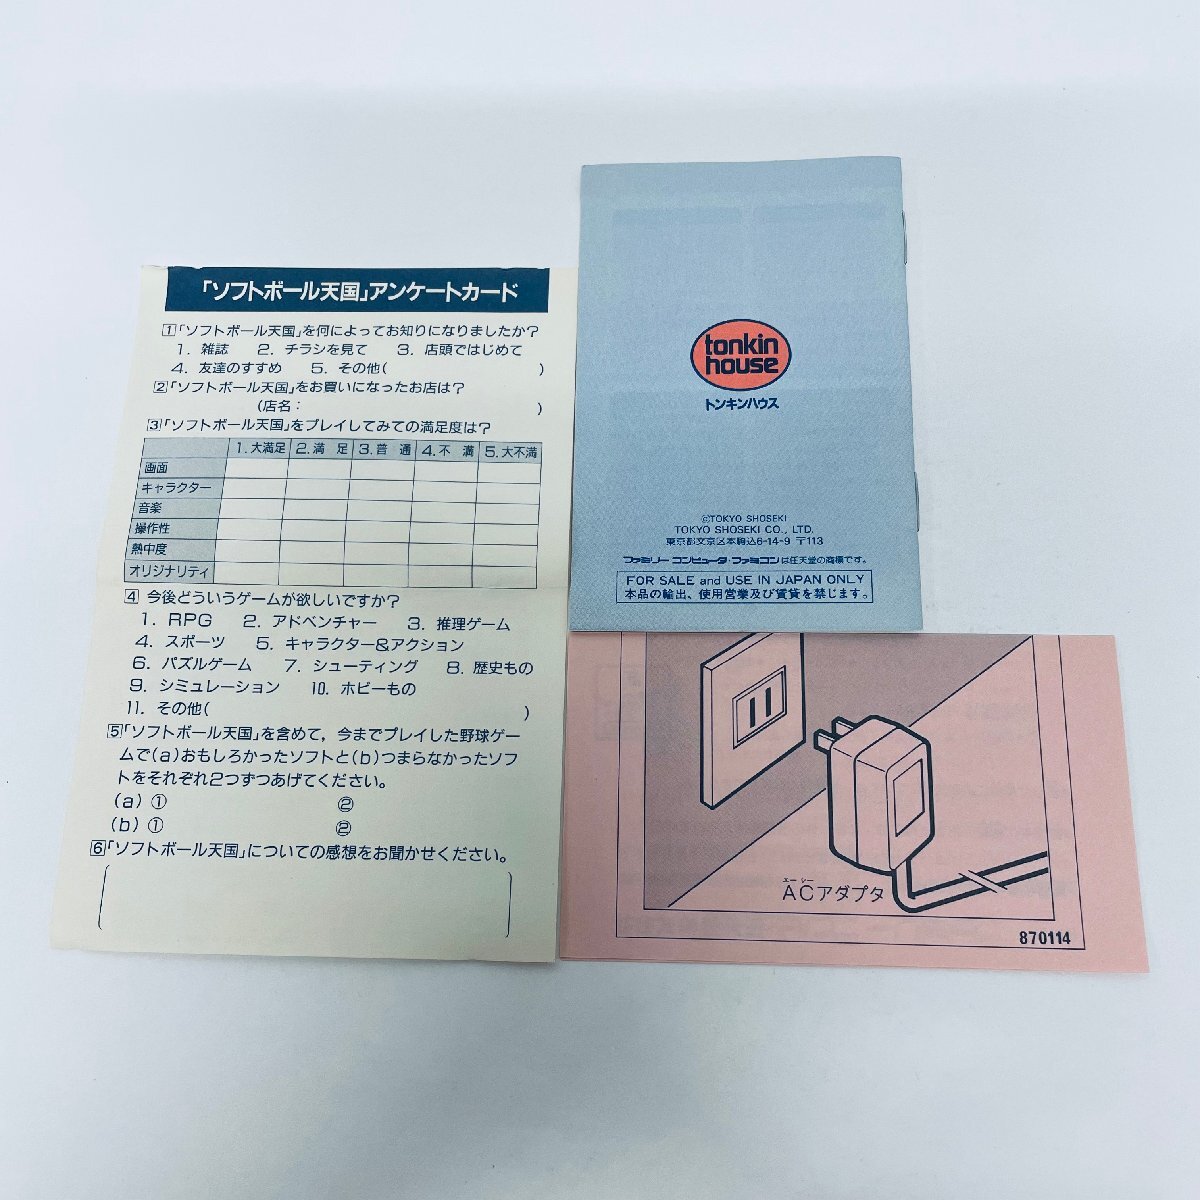 「ソフトボール天国」アンケートカード
1「ソフトボール天国」を何によってお知りになりましたか?
1. 雑誌 2. チラシを見て 3. 店頭ではじめて
4. 友達のすすめ 5. その他( )
2「ソフトボール天国」をお買いになったお店は?
(店名: )
3「ソフトボール天国」をプレイしてみての満足度は?
1.大満足 2.満 足 3.普 通 4.不 満 5.大不満
画面
キャラクター
音楽
操作性
熱中度
オリジナリティ
4 今後どういうゲームが欲しいですか?
1. RPG 2. アドベンチャー 3. 推理ゲーム
4. スポーツ 5. キャラクター&アクション
6. パズルゲーム 7. シューティング 8. 歴史もの
9. シミュレーション 10. ホビーもの
11. その他( )
5「ソフトボール天国」を含めて，今までプレイした野球ゲー
ムで(a)おもしろかったソフトと(b)つまらなかったソフ
トをそれぞれ2つずつあげてください。
(a) ① ②
(b) ① ②
6「ソフトボール天国」についての感想をお聞かせください。
tonkin
house
トンキンハウス
©TOKYO SHOSEKI
TOKYO SHOSEKI CO., LTD.
東京都文京区本駒込6-14-9 〒113
ファミリーコンピュータ・ファミコンは任天堂の商標です。
FOR SALE and USE IN JAPAN ONLY
本品の輸出、使用営業及び賃貸を禁じます。
エーシー
ACアダプタ
870114